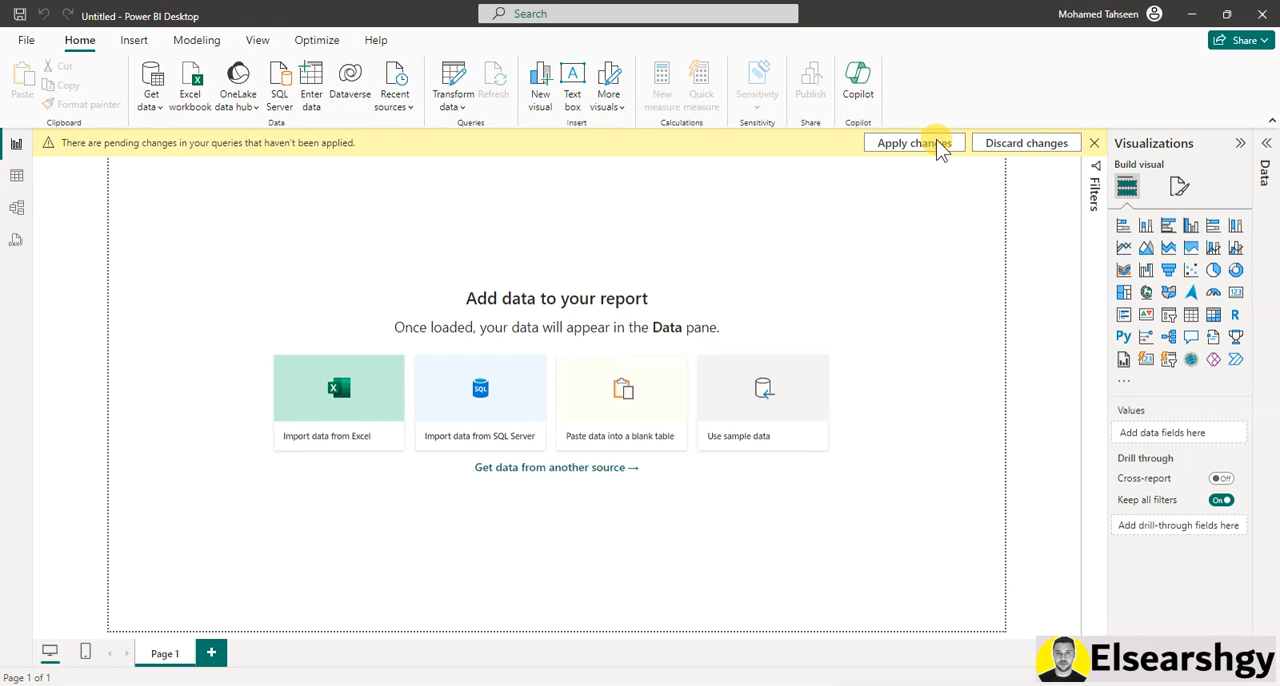 Untitled - Power BI Desktop
Search
Mohamed Tahseen
File Home Insert Modeling View Optimize Help
Share
Paste
Cut
Copy
Format painter
Clipboard
Get data
Excel workbook
OneLake data hub
SQL Server
Enter data
Dataverse
Recent sources
Data
Transform data
Refresh
Queries
New visual
Text box
More visuals
Insert
New measure
Quick measure
Calculations
Sensitivity
Sensitivity
Publish
Share
Copilot
Copilot
There are pending changes in your queries that haven't been applied.
Apply changes
Discard changes
Filters
Visualizations
Data
Build visual
Add data to your report
Once loaded, your data will appear in the Data pane.
SQL
Import data from Excel
Import data from SQL Server
Paste data into a blank table
Use sample data
Get data from another source →
123
R
Py
...
Values
Add data fields here
Drill through
Cross-report
Off
Keep all filters
On
Add drill-through fields here
Page 1
Page 1 of 1
Elsearshgy